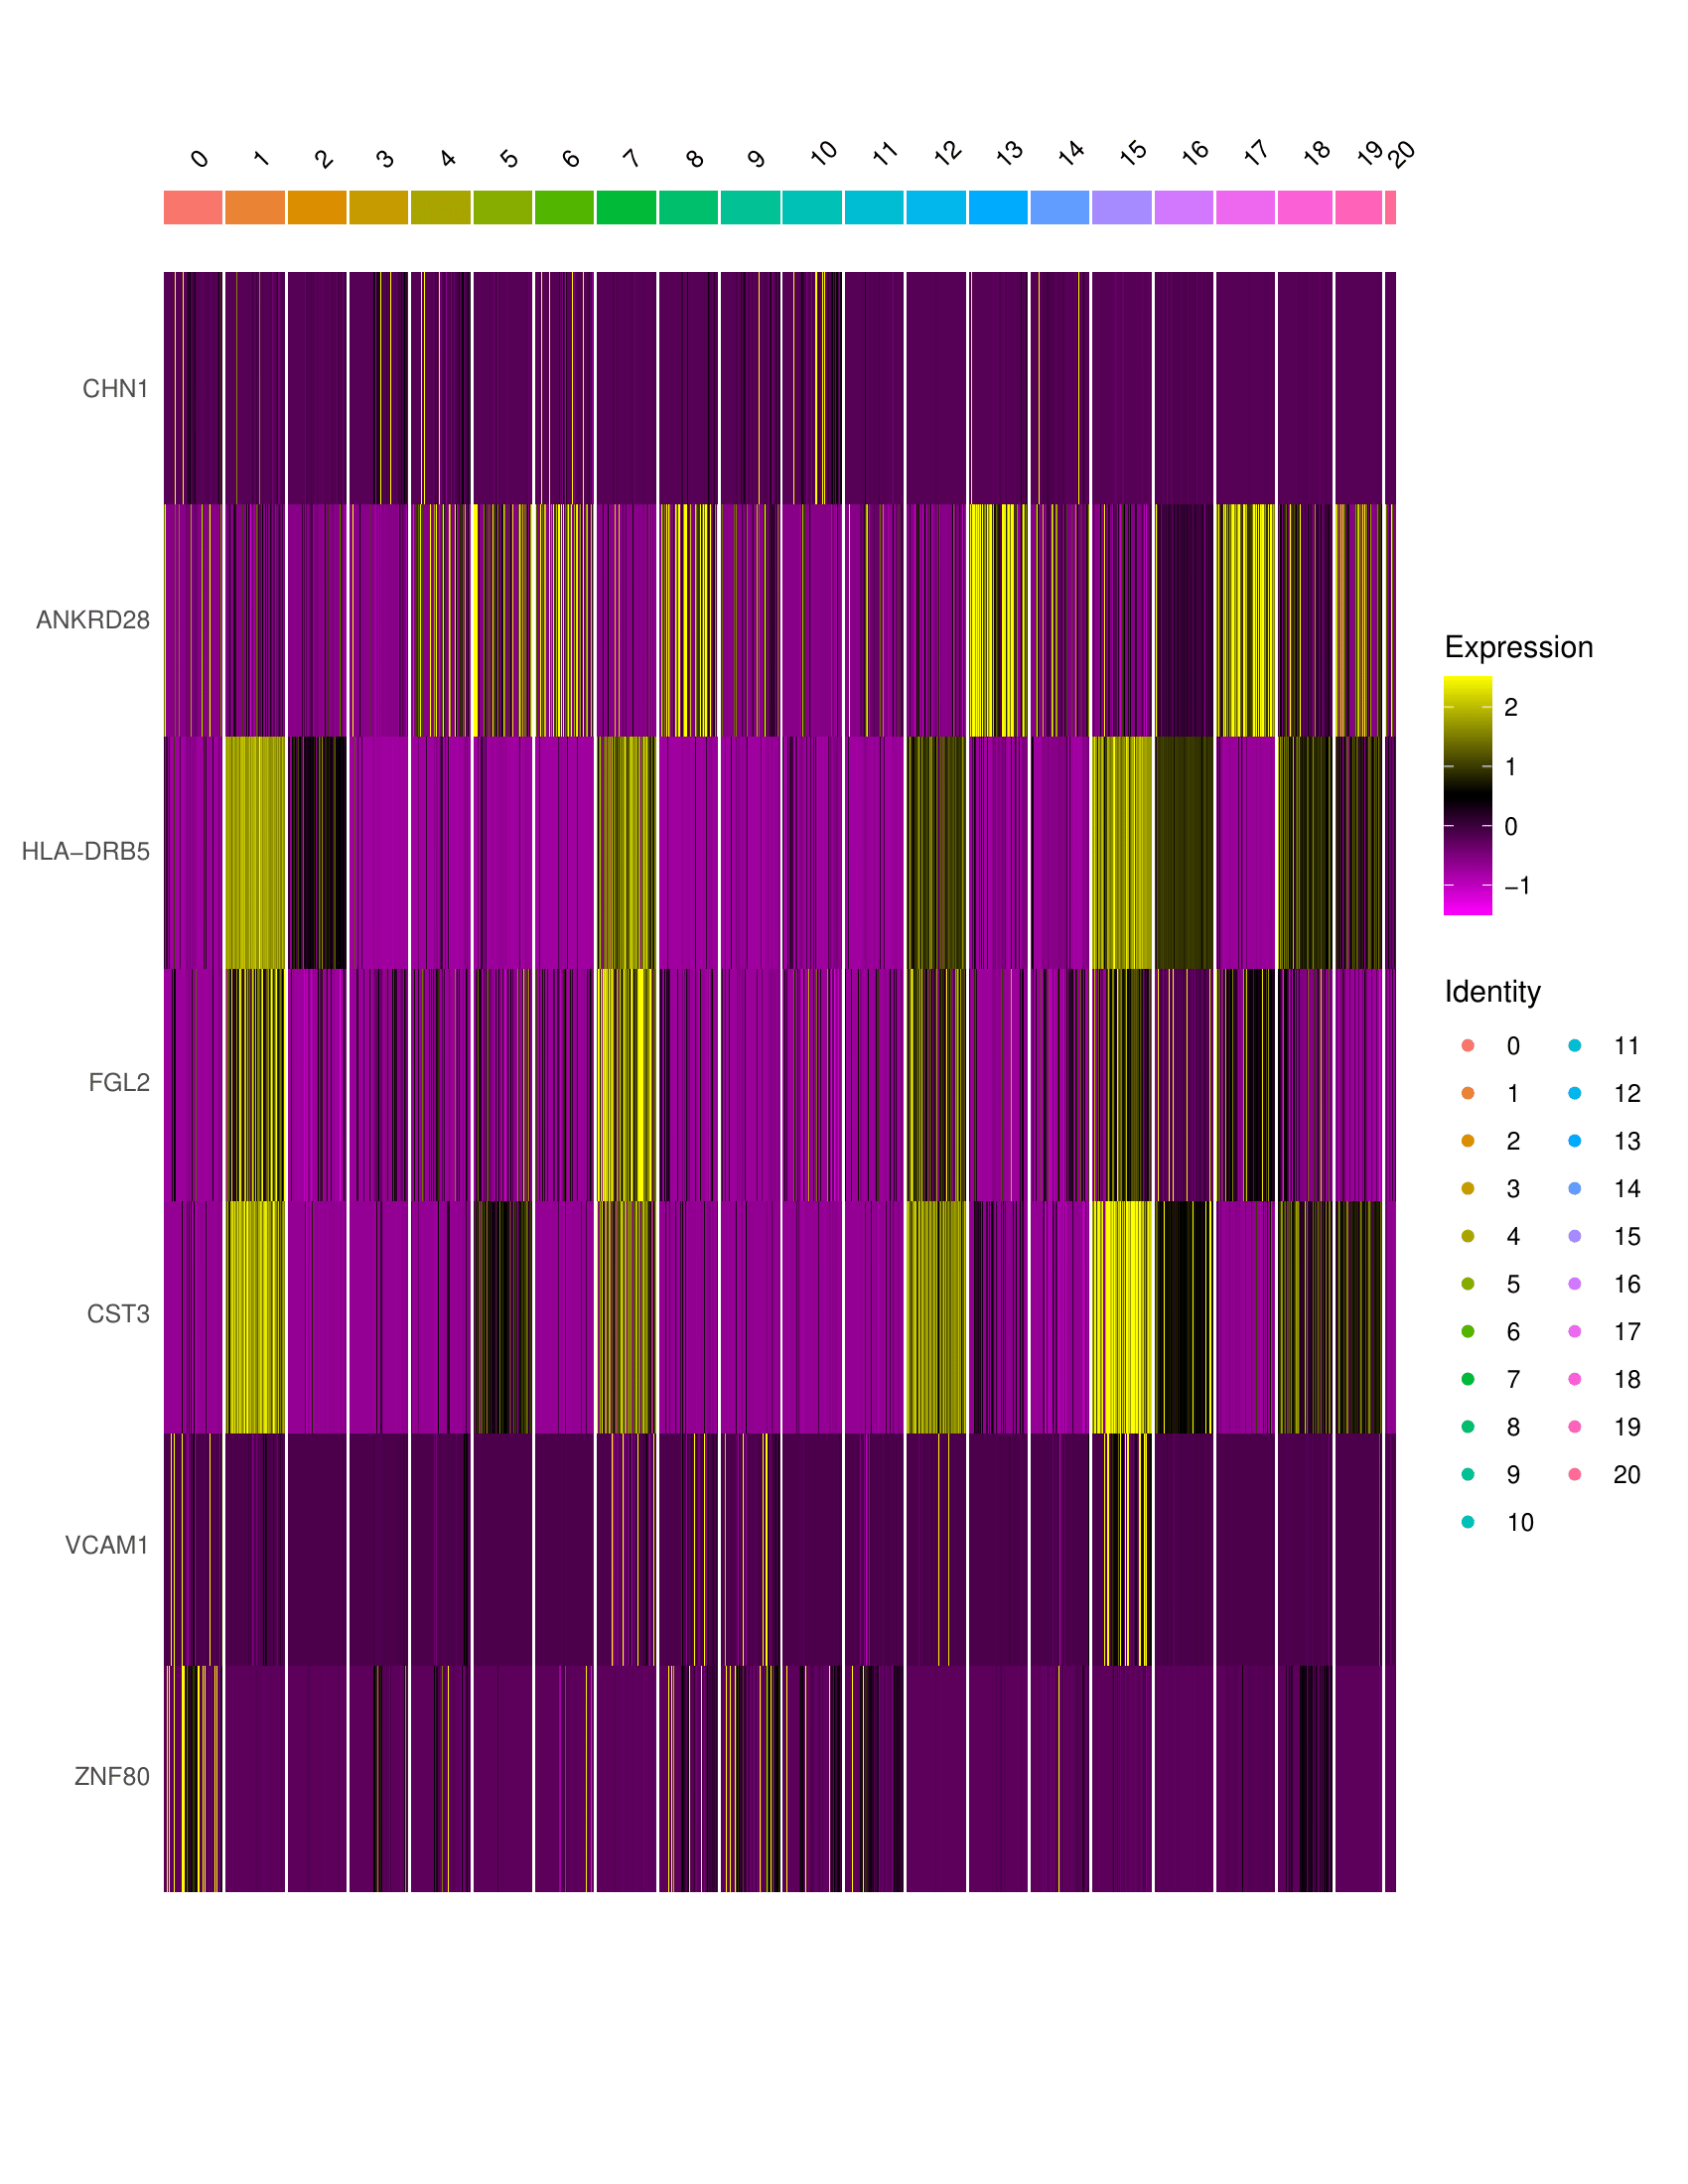 0 1 2 3 4 5 6 7 8 9 10 11 12 13 14 15 16 17 18 19 20
CHN1
ANKRD28
HLA−DRB5
FGL2
CST3
VCAM1
ZNF80
Expression
2
1
0
−1
Identity
0 11
1 12
2 13
3 14
4 15
5 16
6 17
7 18
8 19
9 20
10